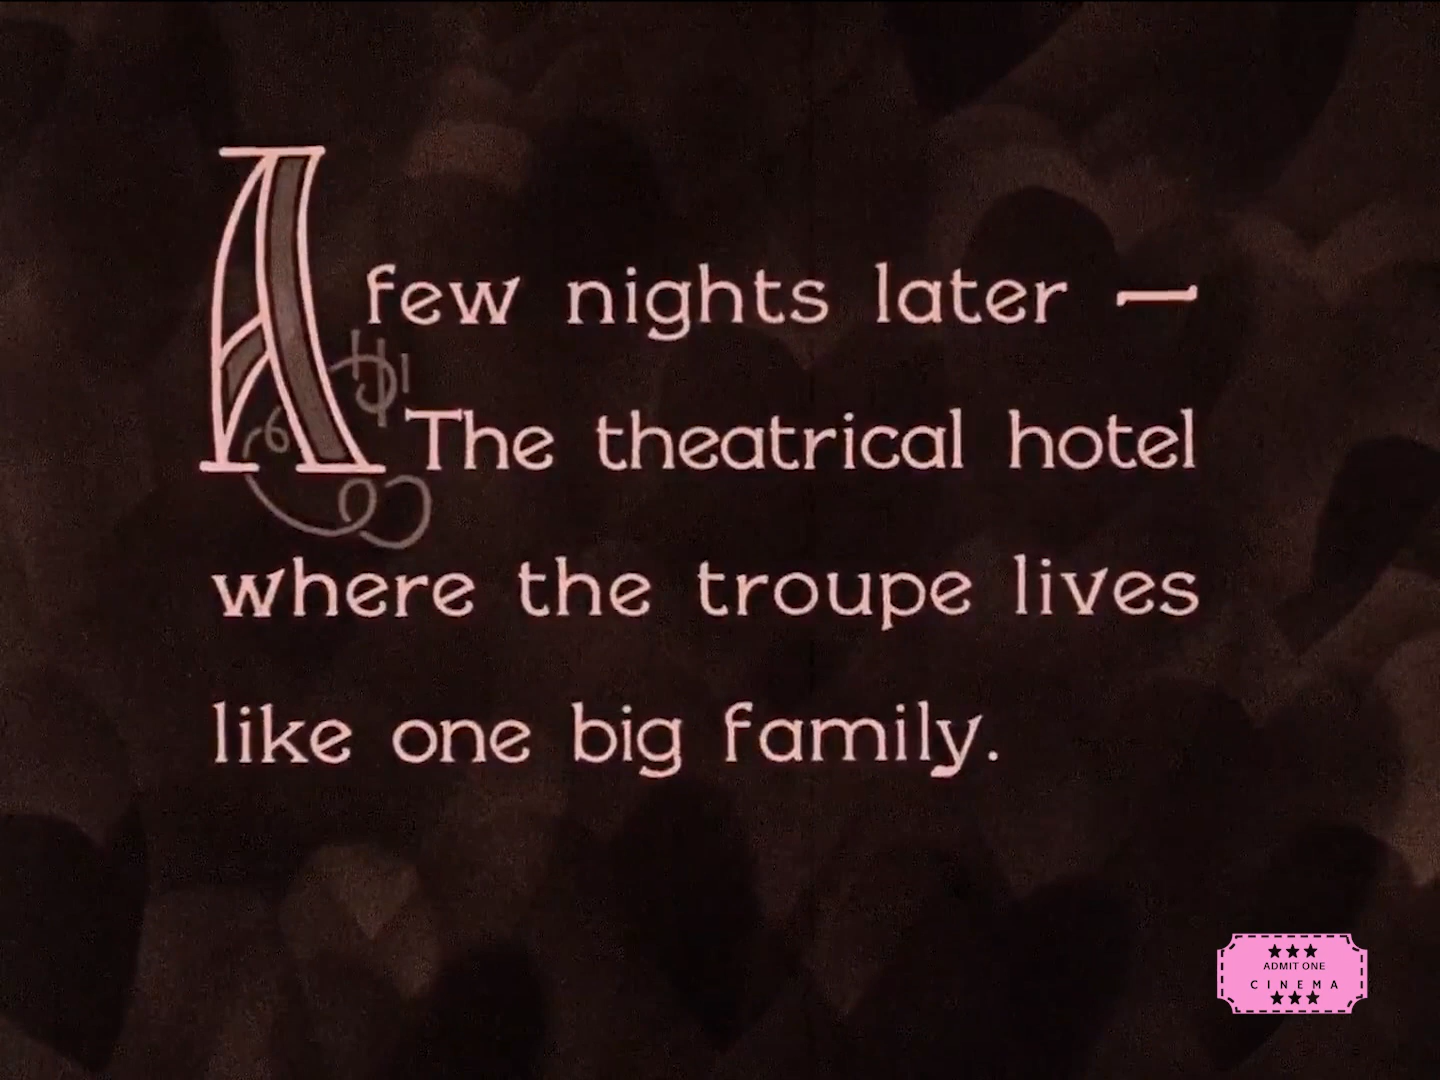 A few nights later —
The theatrical hotel
where the troupe lives
like one big family.
ADMIT ONE
CINEMA